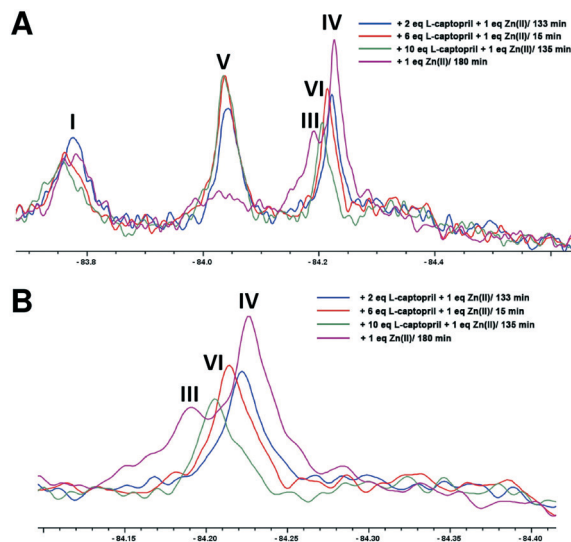 A
I
V
VI
III
IV
+ 2 eq L-captopril + 1 eq Zn(II)/ 133 min
+ 6 eq L-captopril + 1 eq Zn(II)/ 15 min
+ 10 eq L-captopril + 1 eq Zn(II)/ 135 min
+ 1 eq Zn(II)/ 180 min
-83.8
-84.0
-84.2
-84.4
B
III
VI
IV
+ 2 eq L-captopril + 1 eq Zn(II)/ 133 min
+ 6 eq L-captopril + 1 eq Zn(II)/ 15 min
+ 10 eq L-captopril + 1 eq Zn(II)/ 135 min
+ 1 eq Zn(II)/ 180 min
-84.15
-84.20
-84.25
-84.30
-84.35
-84.40